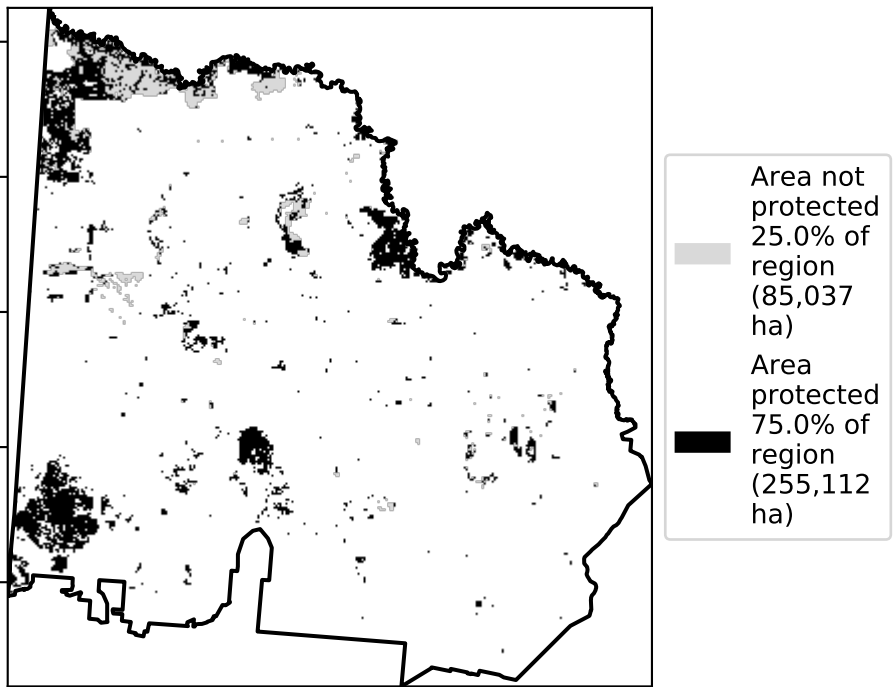 Area not
protected
25.0% of
region
(85,037
ha)
Area
protected
75.0% of
region
(255,112
ha)